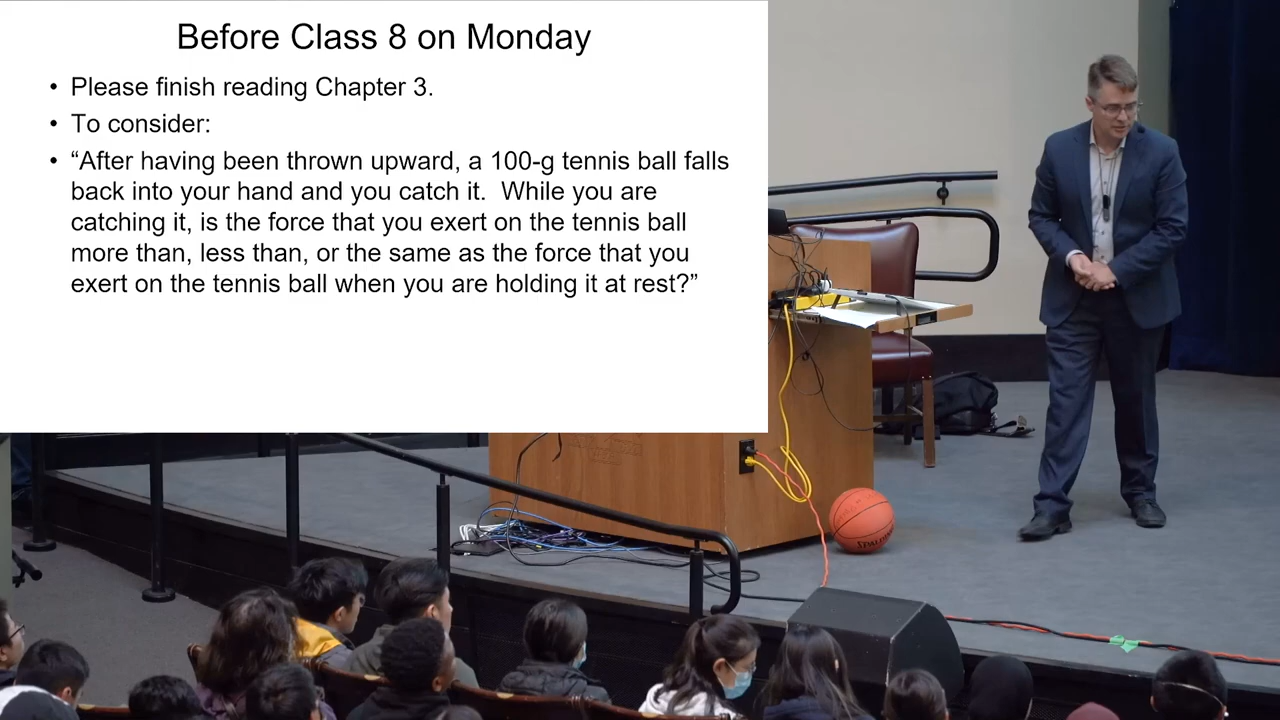 Before Class 8 on Monday
• Please finish reading Chapter 3.
• To consider:
• “After having been thrown upward, a 100-g tennis ball falls
back into your hand and you catch it.  While you are
catching it, is the force that you exert on the tennis ball
more than, less than, or the same as the force that you
exert on the tennis ball when you are holding it at rest?”
SPALDING